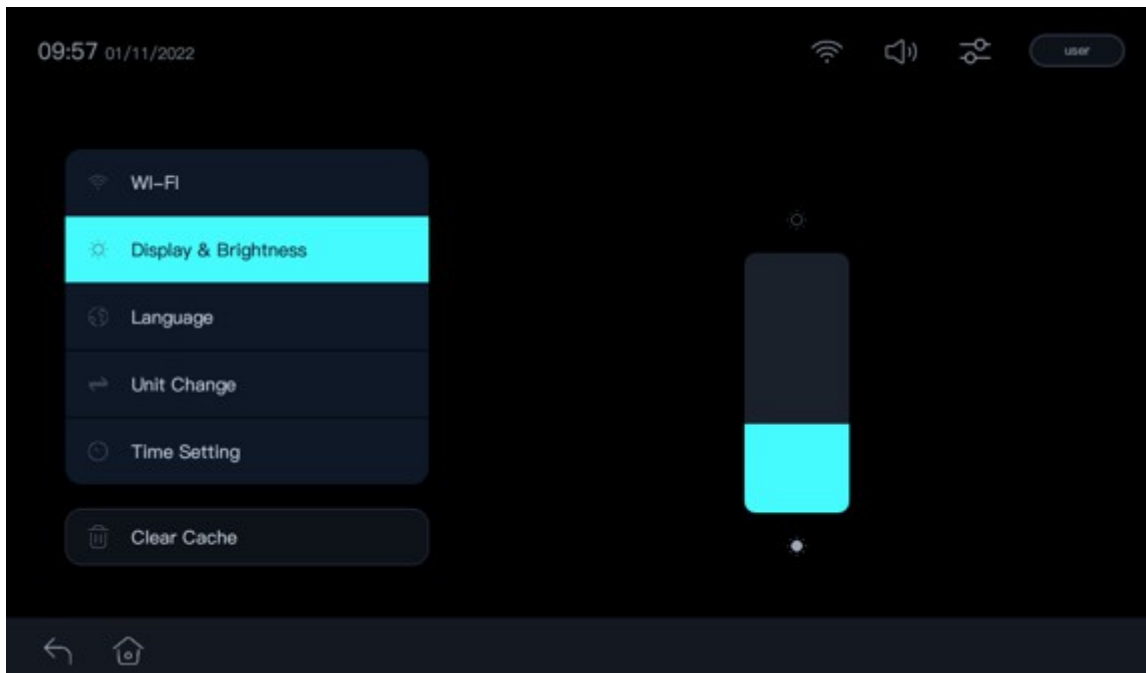 09:57 01/11/2022
user
WI-FI
Display & Brightness
Language
Unit Change
Time Setting
Clear Cache